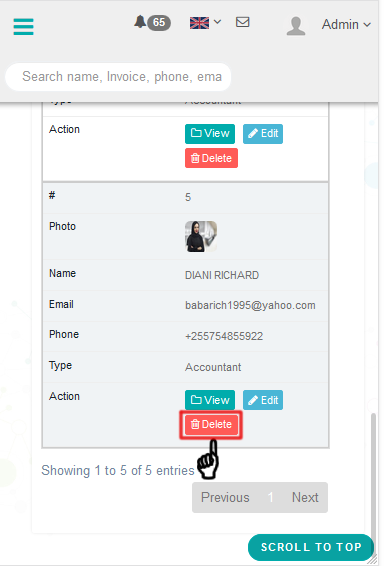 65
Admin
Search name, Invoice, phone, ema
Type Accountant
Action View Edit
Delete
# 5
Photo
Name DIANI RICHARD
Email babarich1995@yahoo.com
Phone +255754855922
Type Accountant
Action View Edit
Delete
Showing 1 to 5 of 5 entries
Previous 1 Next
SCROLL TO TOP